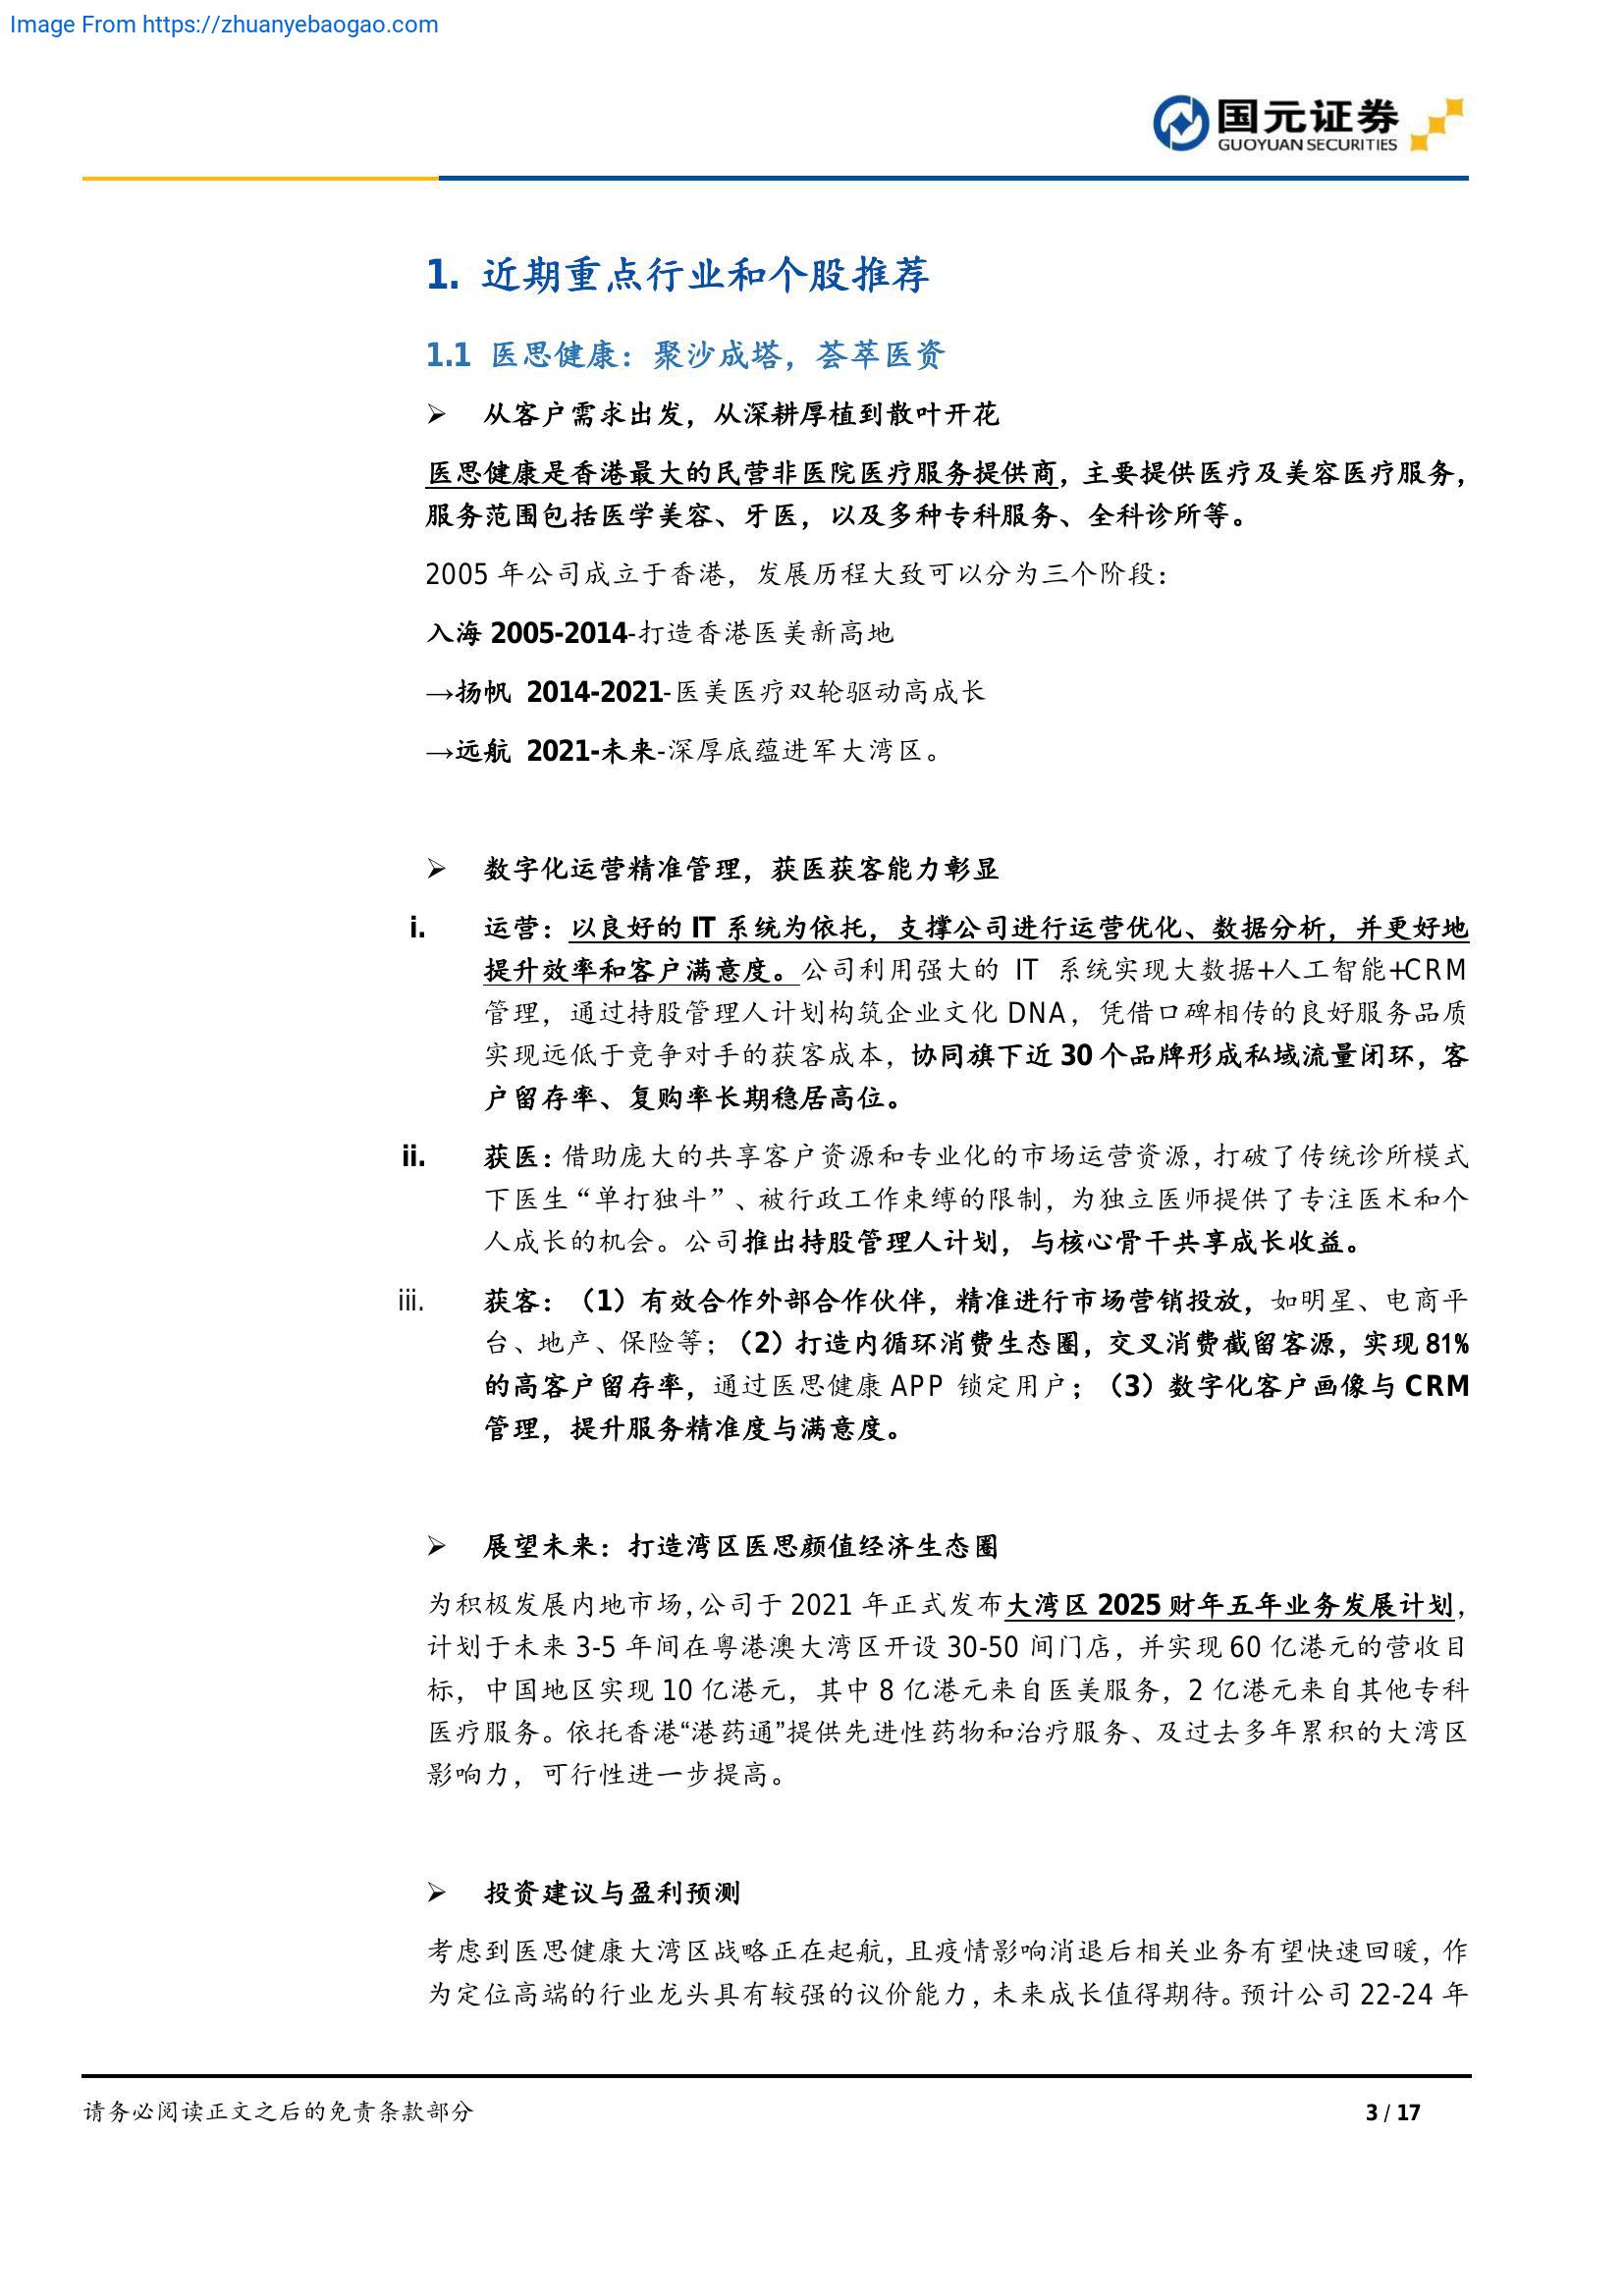 Image From https://zhuanyebaogao.com
国元证券
GUOYUAN SECURITIES
1. 近期重点行业和个股推荐
1.1 医思健康：聚沙成塔，荟萃医资
➢ 从客户需求出发，从深耕厚植到散叶开花
医思健康是香港最大的民营非医院医疗服务提供商，主要提供医疗及美容医疗服务，
服务范围包括医学美容、牙医，以及多种专科服务、全科诊所等。
2005 年公司成立于香港，发展历程大致可以分为三个阶段：
入海 2005-2014-打造香港医美新高地
→扬帆 2014-2021-医美医疗双轮驱动高成长
→远航 2021-未来-深厚底蕴进军大湾区。
➢ 数字化运营精准管理，获医获客能力彰显
i. 运营：以良好的 IT 系统为依托，支撑公司进行运营优化、数据分析，并更好地
提升效率和客户满意度。公司利用强大的 IT 系统实现大数据+人工智能+CRM
管理，通过持股管理人计划构筑企业文化 DNA，凭借口碑相传的良好服务品质
实现远低于竞争对手的获客成本，协同旗下近 30 个品牌形成私域流量闭环，客
户留存率、复购率长期稳居高位。
ii. 获医：借助庞大的共享客户资源和专业化的市场运营资源，打破了传统诊所模式
下医生“单打独斗”、被行政工作束缚的限制，为独立医师提供了专注医术和个
人成长的机会。公司推出持股管理人计划，与核心骨干共享成长收益。
iii. 获客：（1）有效合作外部合作伙伴，精准进行市场营销投放，如明星、电商平
台、地产、保险等；（2）打造内循环消费生态圈，交叉消费截留客源，实现 81%
的高客户留存率，通过医思健康 APP 锁定用户；（3）数字化客户画像与 CRM
管理，提升服务精准度与满意度。
➢ 展望未来：打造湾区医思颜值经济生态圈
为积极发展内地市场，公司于 2021 年正式发布大湾区 2025 财年五年业务发展计划，
计划于未来 3-5 年间在粤港澳大湾区开设 30-50 间门店，并实现 60 亿港元的营收目
标，中国地区实现 10 亿港元，其中 8 亿港元来自医美服务，2 亿港元来自其他专科
医疗服务。依托香港“港药通”提供先进性药物和治疗服务、及过去多年累积的大湾区
影响力，可行性进一步提高。
➢ 投资建议与盈利预测
考虑到医思健康大湾区战略正在起航，且疫情影响消退后相关业务有望快速回暖，作
为定位高端的行业龙头具有较强的议价能力，未来成长值得期待。预计公司 22-24 年
请务必阅读正文之后的免责条款部分
3 / 17